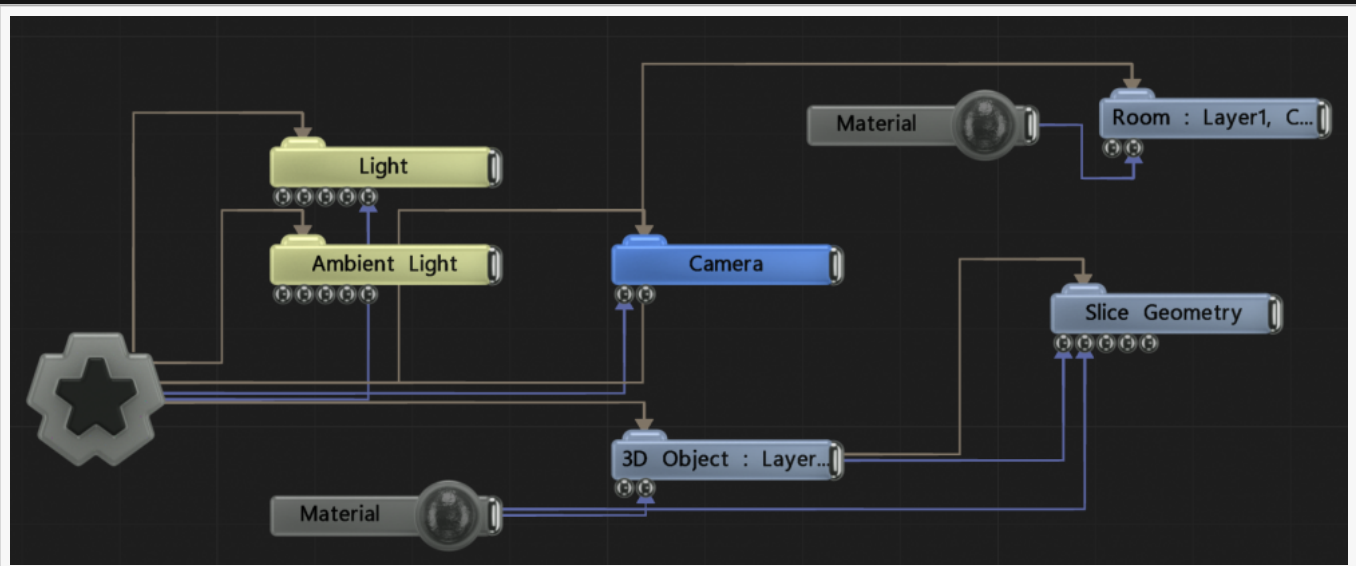 Material
Room : Layer1, C...
Light
Ambient Light
Camera
Slice Geometry
3D Object : Layer...
Material